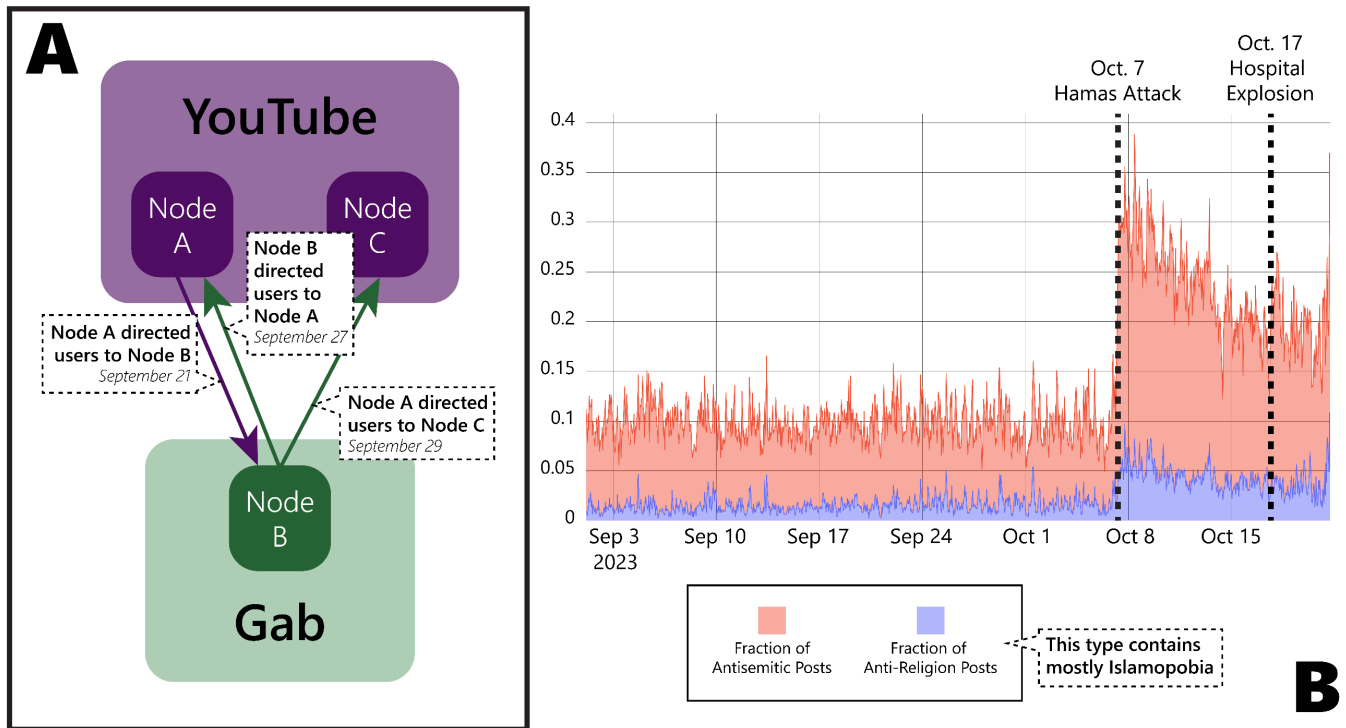 A
YouTube
Node
A
Node
C
Node B
directed
users to
Node A
September 27
Node A directed
users to Node B
September 21
Node A directed
users to Node C
September 29
Node
B
Gab
Oct. 7
Hamas Attack
Oct. 17
Hospital
Explosion
0.4
0.35
0.3
0.25
0.2
0.15
0.1
0.05
0
Sep 3
2023
Sep 10
Sep 17
Sep 24
Oct 1
Oct 8
Oct 15
Fraction of
Antisemitic Posts
Fraction of
Anti-Religion Posts
This type contains
mostly Islamopobia
B